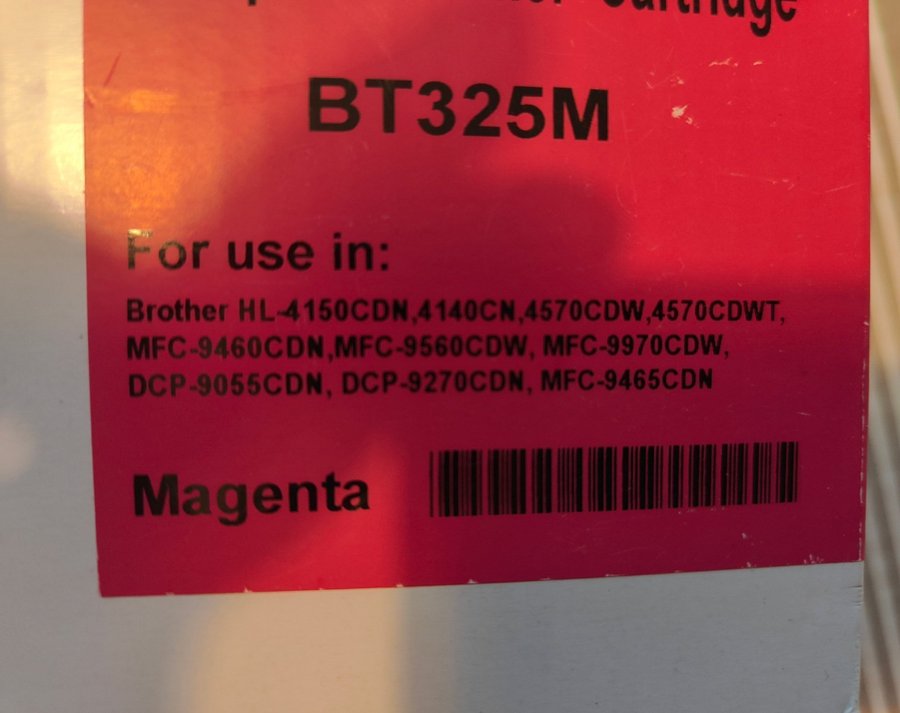 Cartridge
BT325M
For use in:
Brother HL-4150CDN,4140CN,4570CDW,4570CDWT,
MFC-9460CDN,MFC-9560CDW, MFC-9970CDW,
DCP-9055CDN, DCP-9270CDN, MFC-9465CDN
Magenta